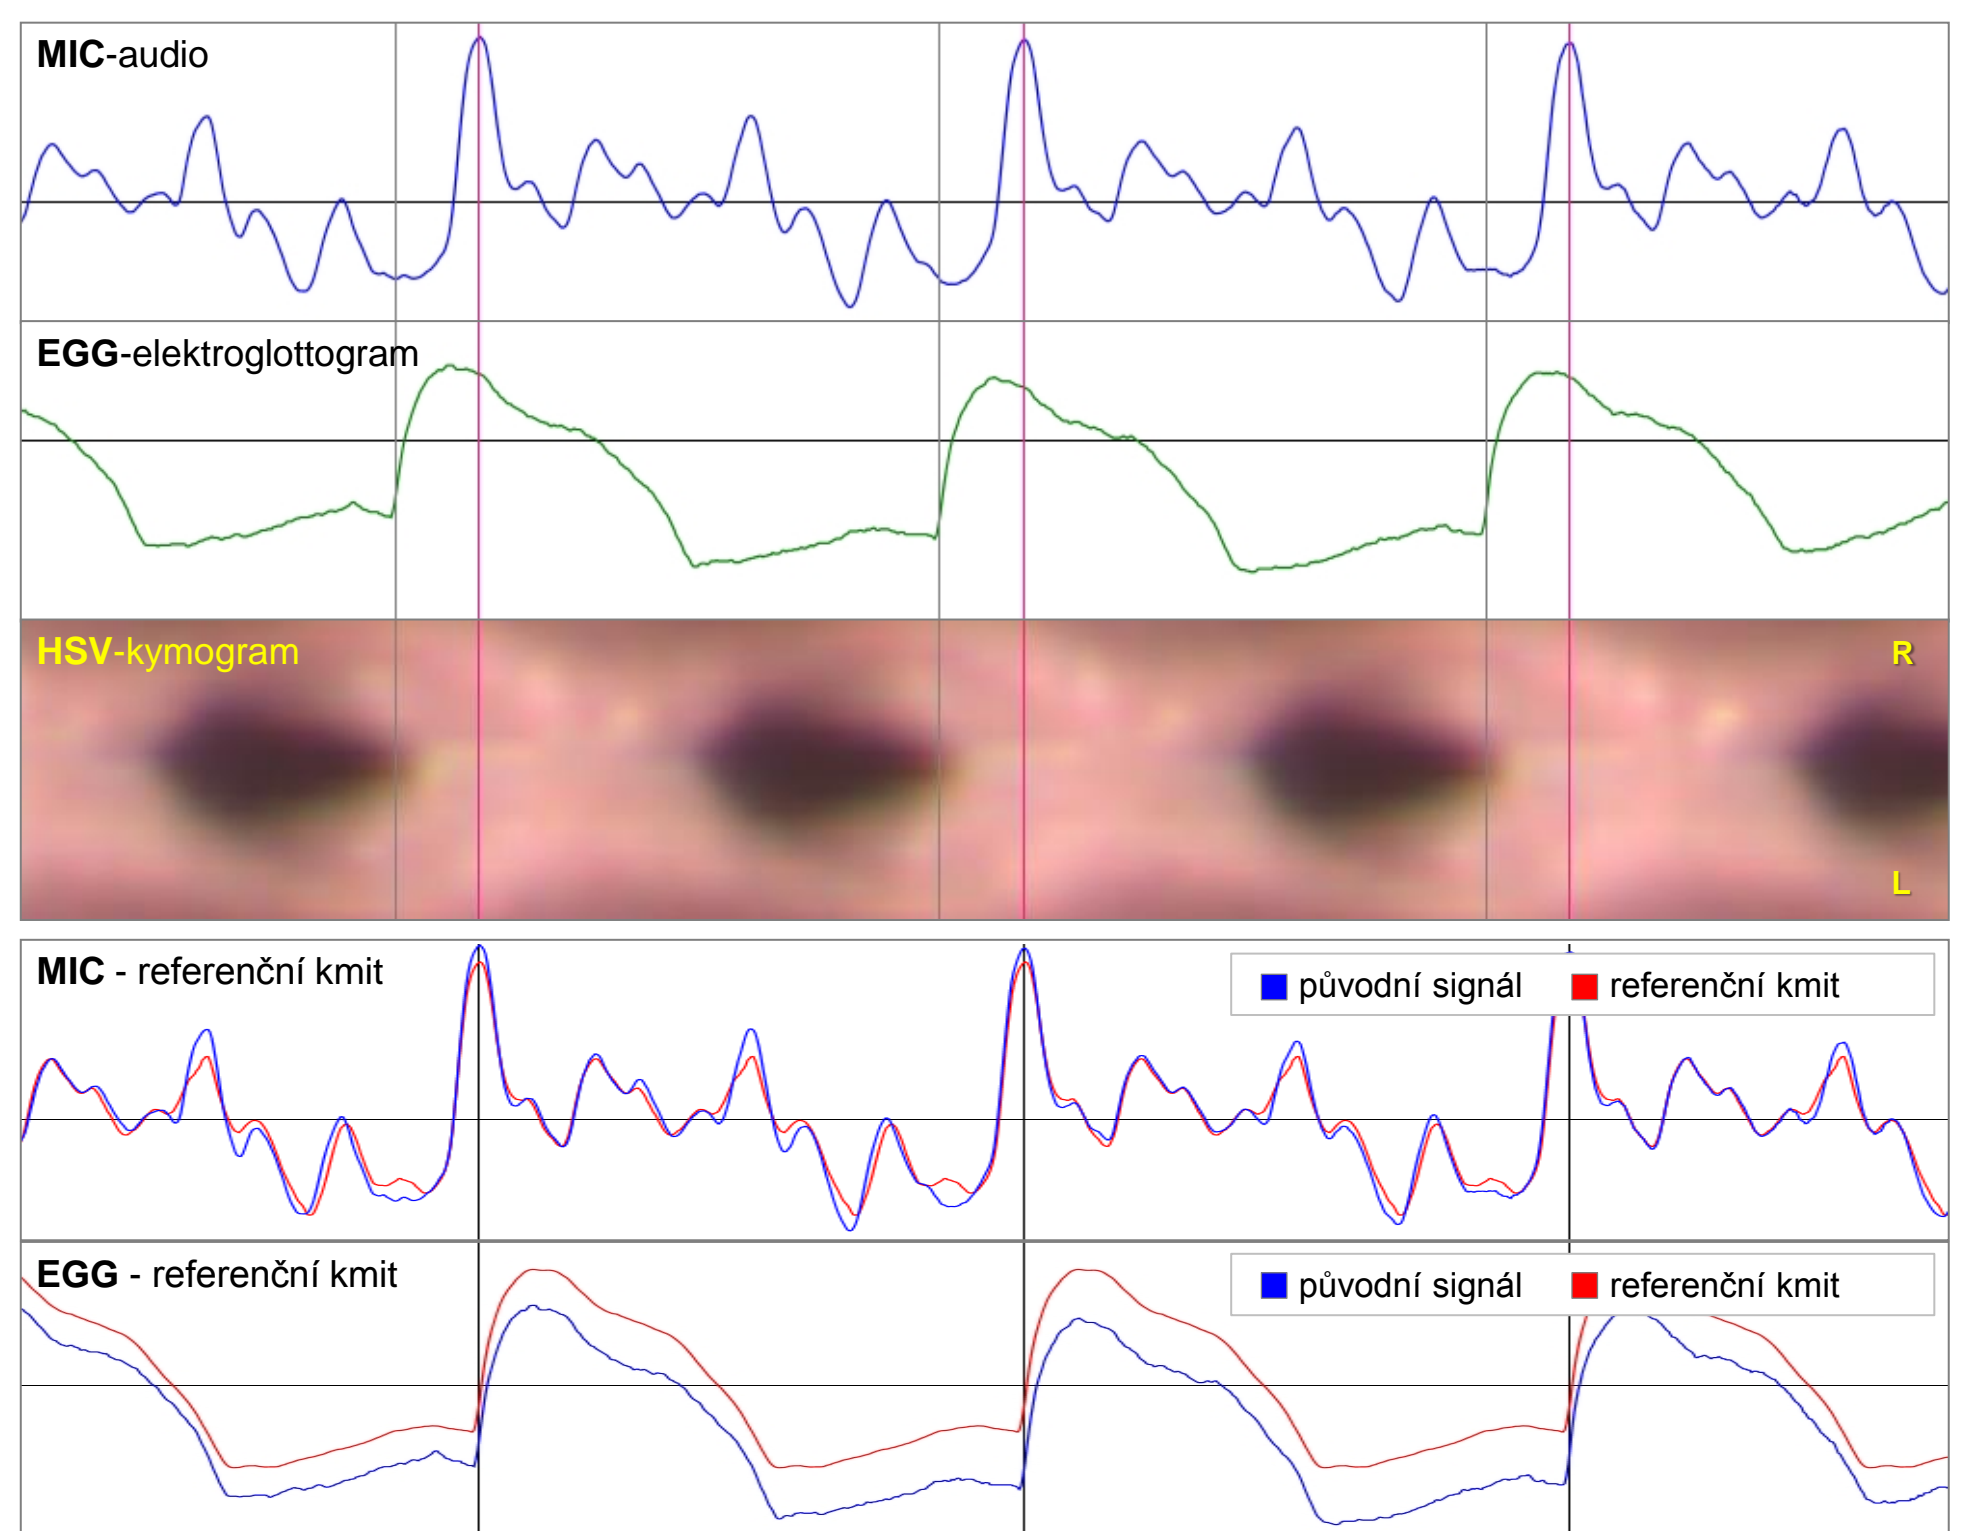 MIC-audio
EGG-elektroglottogram
HSV-kymogram
R
L
MIC - referenční kmit
původní signál referenční kmit
EGG - referenční kmit
původní signál referenční kmit